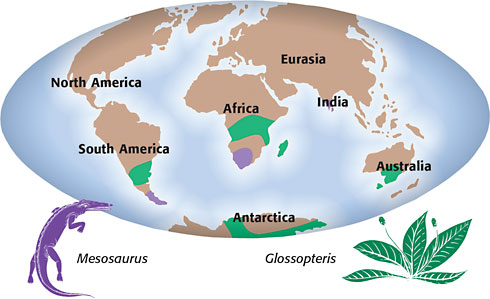 Eurasia
North America
India
Africa
South America
Australia
Antarctica
Mesosaurus
Glossopteris